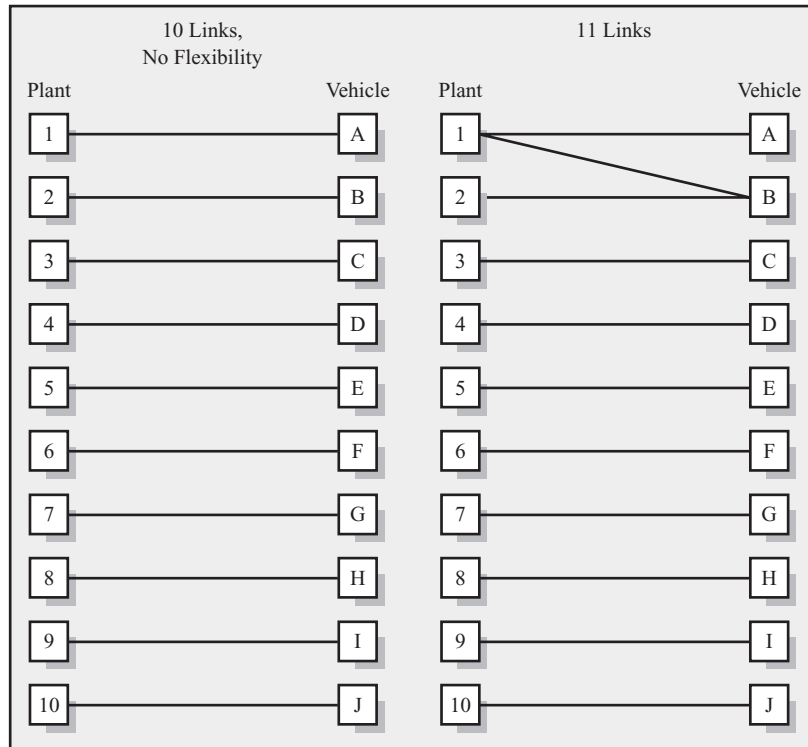 10 Links,
No Flexibility
Plant Vehicle
1 A
2 B
3 C
4 D
5 E
6 F
7 G
8 H
9 I
10 J
11 Links
Plant Vehicle
1 A
2 B
3 C
4 D
5 E
6 F
7 G
8 H
9 I
10 J